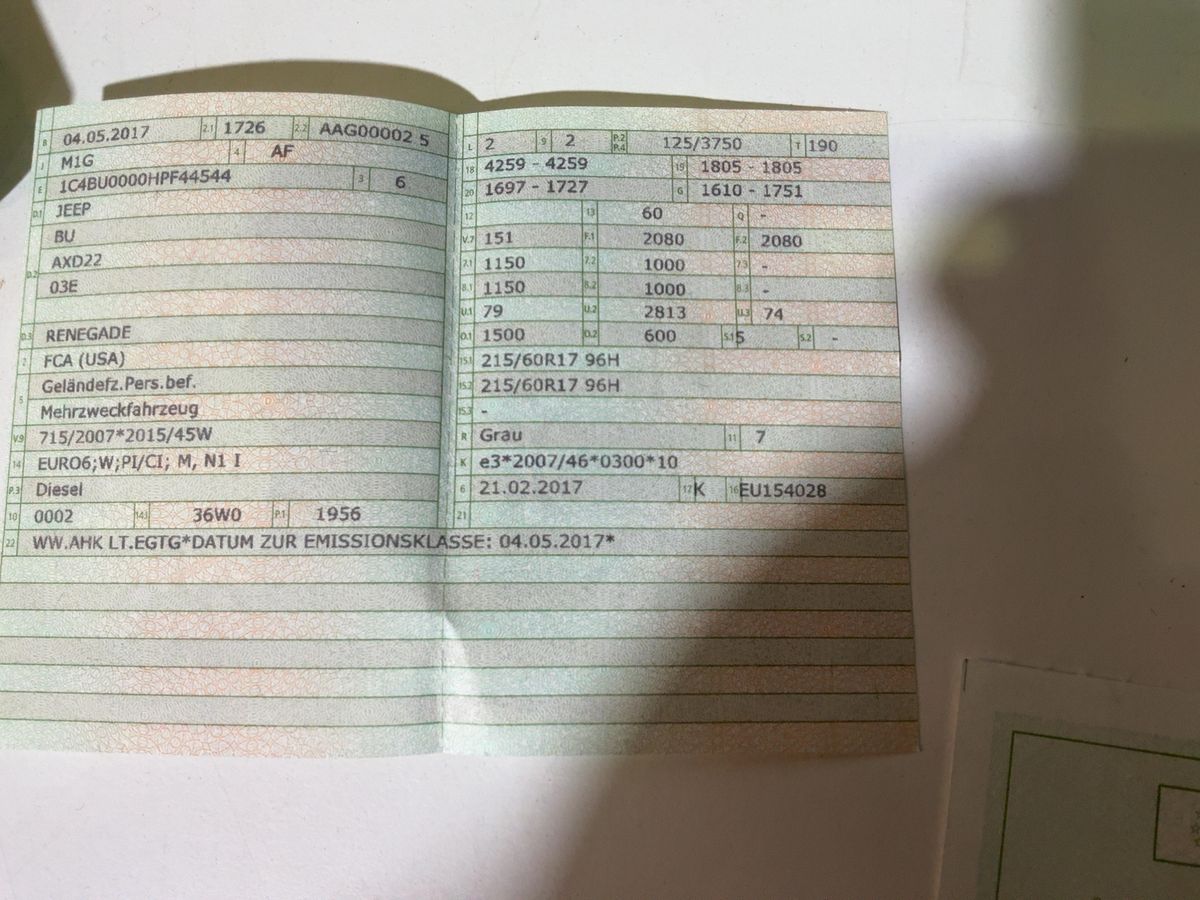 B 04.05.2017 2.1 1726 2.2 AAG00002 5
J M1G 4 AF
E 1C4BU0000HPF44544 3 6
D.1 JEEP
D.2 BU
AXD22
03E
D.3 RENEGADE
2 FCA (USA)
5 Geländefz.Pers.bef.
Mehrzweckfahrzeug
V.9 715/2007*2015/45W
14 EURO6;W;PI/CI; M, N1 I
P.3 Diesel
10 0002 14.1 36W0 P.1 1956
L 2 9 2 P.2 P.4 125/3750 T 190
18 4259 - 4259 19 1805 - 1805
20 1697 - 1727 G 1610 - 1751
12 13 60 Q -
V.7 151 F.1 2080 F.2 2080
7.1 1150 7.2 1000 7.3 -
8.1 1150 8.2 1000 8.3 -
U.1 79 U.2 2813 U.3 74
O.1 1500 O.2 600 S.1 5 S.2 -
15.1 215/60R17 96H
15.2 215/60R17 96H
15.3 -
R Grau 11 7
K e3*2007/46*0300*10
6 21.02.2017 17 K 16 EU154028
21
22 WW.AHK LT.EGTG*DATUM ZUR EMISSIONSKLASSE: 04.05.2017*